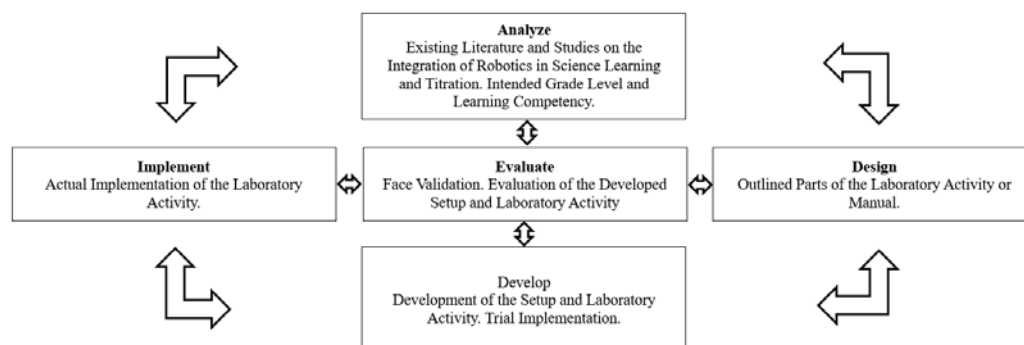 Analyze
Existing Literature and Studies on the
Integration of Robotics in Science Learning
and Titration. Intended Grade Level and
Learning Competency.
Implement
Actual Implementation of the Laboratory
Activity.
Evaluate
Face Validation. Evaluation of the Developed
Setup and Laboratory Activity
Design
Outlined Parts of the Laboratory Activity or
Manual.
Develop
Development of the Setup and Laboratory
Activity. Trial Implementation.